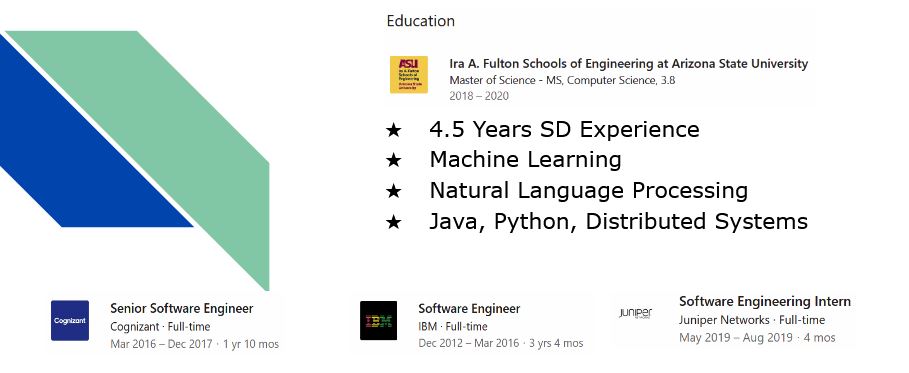 Education
ASU
Ira A. Fulton
Schools of
Engineering
Arizona State
University
Ira A. Fulton Schools of Engineering at Arizona State University
Master of Science - MS, Computer Science, 3.8
2018 – 2020
★ 4.5 Years SD Experience
★ Machine Learning
★ Natural Language Processing
★ Java, Python, Distributed Systems
Cognizant
Senior Software Engineer
Cognizant · Full-time
Mar 2016 – Dec 2017 · 1 yr 10 mos
IBM
Software Engineer
IBM · Full-time
Dec 2012 – Mar 2016 · 3 yrs 4 mos
JUNIPER
NETWORKS
Software Engineering Intern
Juniper Networks · Full-time
May 2019 – Aug 2019 · 4 mos